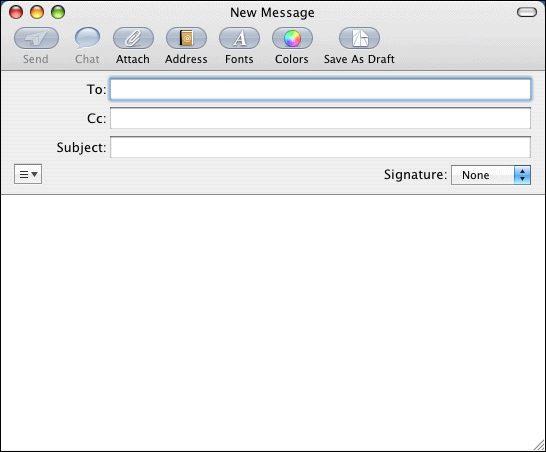 New Message
Send Chat Attach Address Fonts Colors Save As Draft
To:
Cc:
Subject:
Signature: None